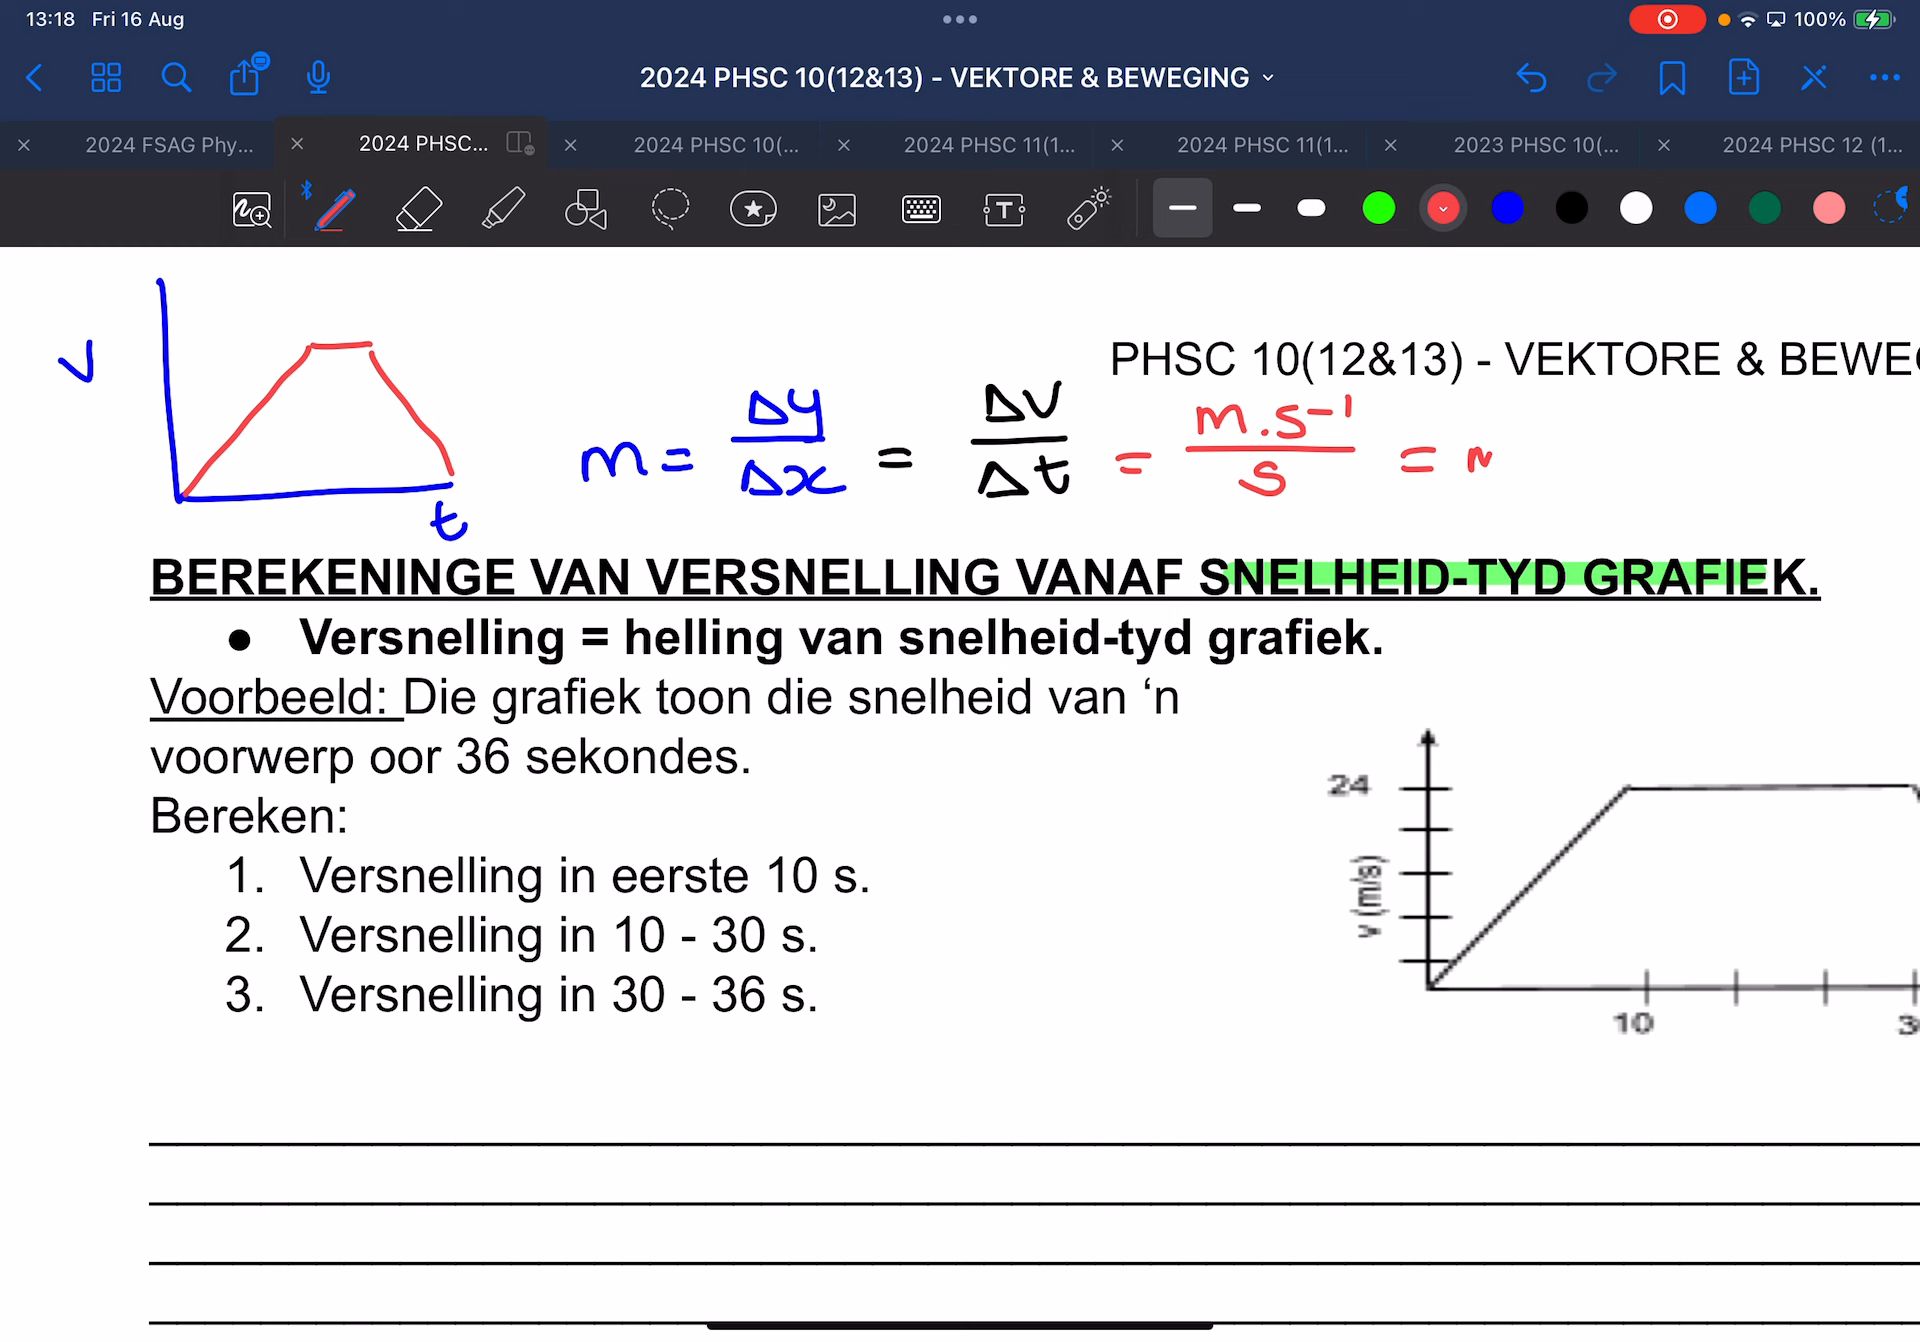 13:18 Fri 16 Aug
100%
2024 PHSC 10(12&13) - VEKTORE & BEWEGING
2024 FSAG Phy...
2024 PHSC...
2024 PHSC 10(...
2024 PHSC 11(1...
2024 PHSC 11(1...
2023 PHSC 10(...
2024 PHSC 12 (1...
PHSC 10(12&13) - VEKTORE & BEWE
v
t
m = Δy/Δx = Δv/Δt = m.s⁻¹/s =
BEREKENINGE VAN VERSNELLING VANAF SNELHEID-TYD GRAFIEK.
● Versnelling = helling van snelheid-tyd grafiek.
Voorbeeld: Die grafiek toon die snelheid van ‘n
voorwerp oor 36 sekondes.
Bereken:
1. Versnelling in eerste 10 s.
2. Versnelling in 10 - 30 s.
3. Versnelling in 30 - 36 s.
24
v (m/s)
10